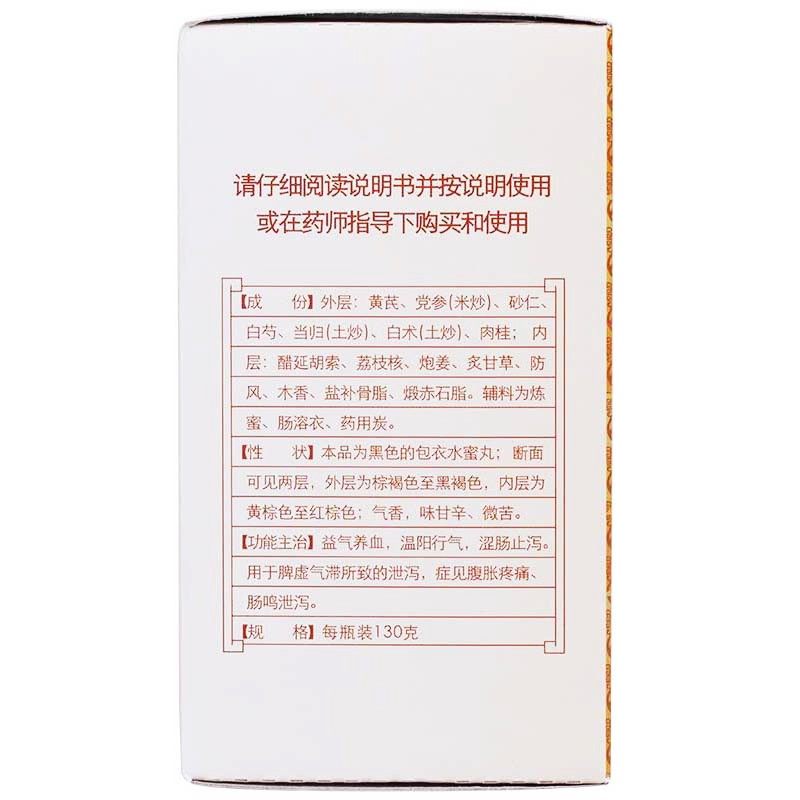 请仔细阅读说明书并按说明使用
或在药师指导下购买和使用
【成 份】外层：黄芪、党参(米炒)、砂仁、
白芍、当归(土炒)、白术(土炒)、肉桂；内
层：醋延胡索、荔枝核、炮姜、炙甘草、防
风、木香、盐补骨脂、煅赤石脂。辅料为炼
蜜、肠溶衣、药用炭。
【性 状】本品为黑色的包衣水蜜丸；断面
可见两层，外层为棕褐色至黑褐色，内层为
黄棕色至红棕色；气香，味甘辛、微苦。
【功能主治】益气养血，温阳行气，涩肠止泻。
用于脾虚气滞所致的泄泻，症见腹胀疼痛、
肠鸣泄泻。
【规 格】每瓶装130克